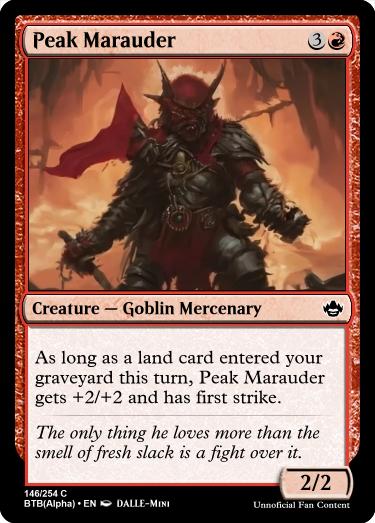 Peak Marauder 3
Creature — Goblin Mercenary
As long as a land card entered your
graveyard this turn, Peak Marauder
gets +2/+2 and has first strike.
The only thing he loves more than the
smell of fresh slack is a fight over it.
2/2
146/254 C
BTB(Alpha) • EN DALLE-Mini
Unofficial Fan Content